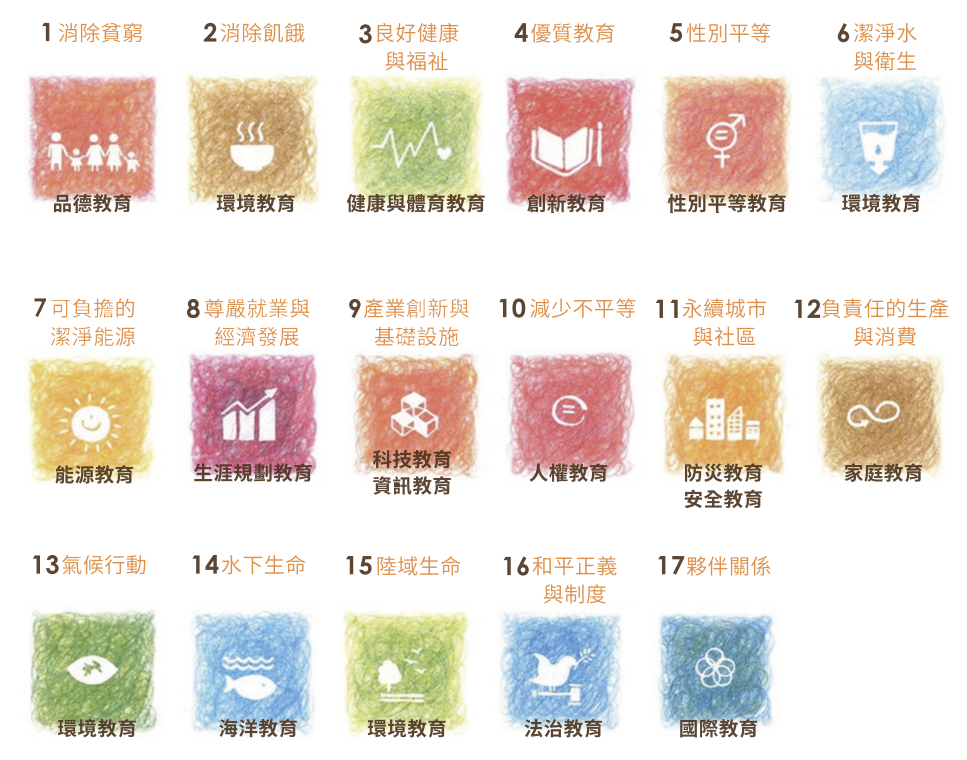 1 消除貧窮
2 消除飢餓
3 良好健康
與福祉
4 優質教育
5 性別平等
6 潔淨水
與衛生
品德教育
環境教育
健康與體育教育
創新教育
性別平等教育
環境教育
7 可負擔的
潔淨能源
8 尊嚴就業與
經濟發展
9 產業創新與
基礎設施
10 減少不平等
11 永續城市
與社區
12 負責任的生產
與消費
能源教育
生涯規劃教育
科技教育
資訊教育
人權教育
防災教育
安全教育
家庭教育
13 氣候行動
14 水下生命
15 陸域生命
16 和平正義
與制度
17 夥伴關係
環境教育
海洋教育
環境教育
法治教育
國際教育